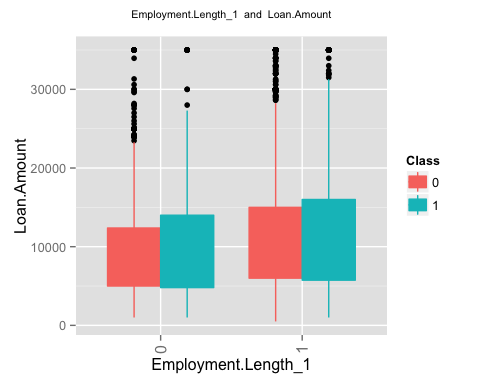 Employment.Length_1 and Loan.Amount
Loan.Amount
30000
20000
10000
0
0
1
Employment.Length_1
Class
0
1